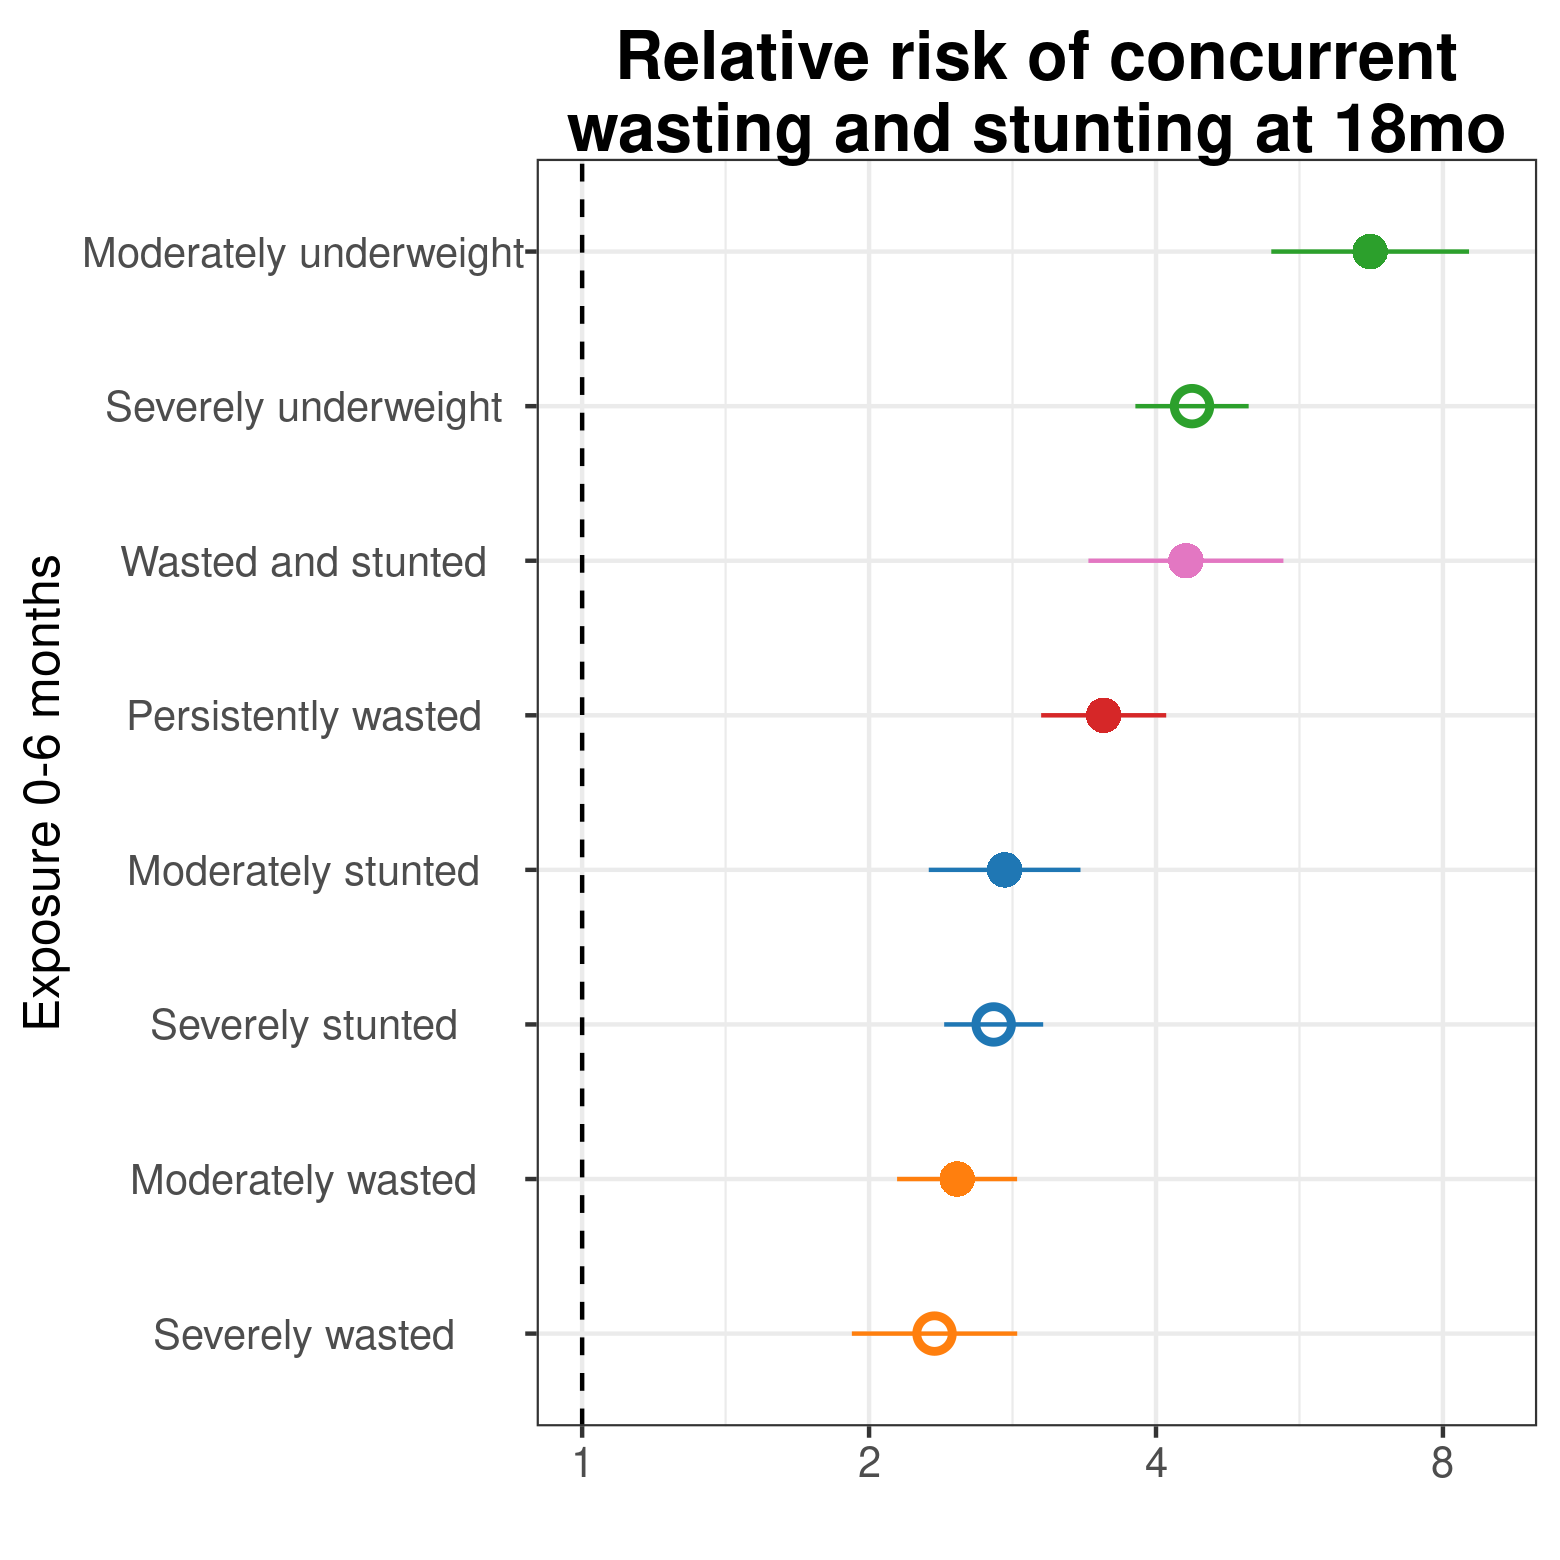 Relative risk of concurrent
wasting and stunting at 18mo
Exposure 0-6 months
Moderately underweight
Severely underweight
Wasted and stunted
Persistently wasted
Moderately stunted
Severely stunted
Moderately wasted
Severely wasted
1 2 4 8